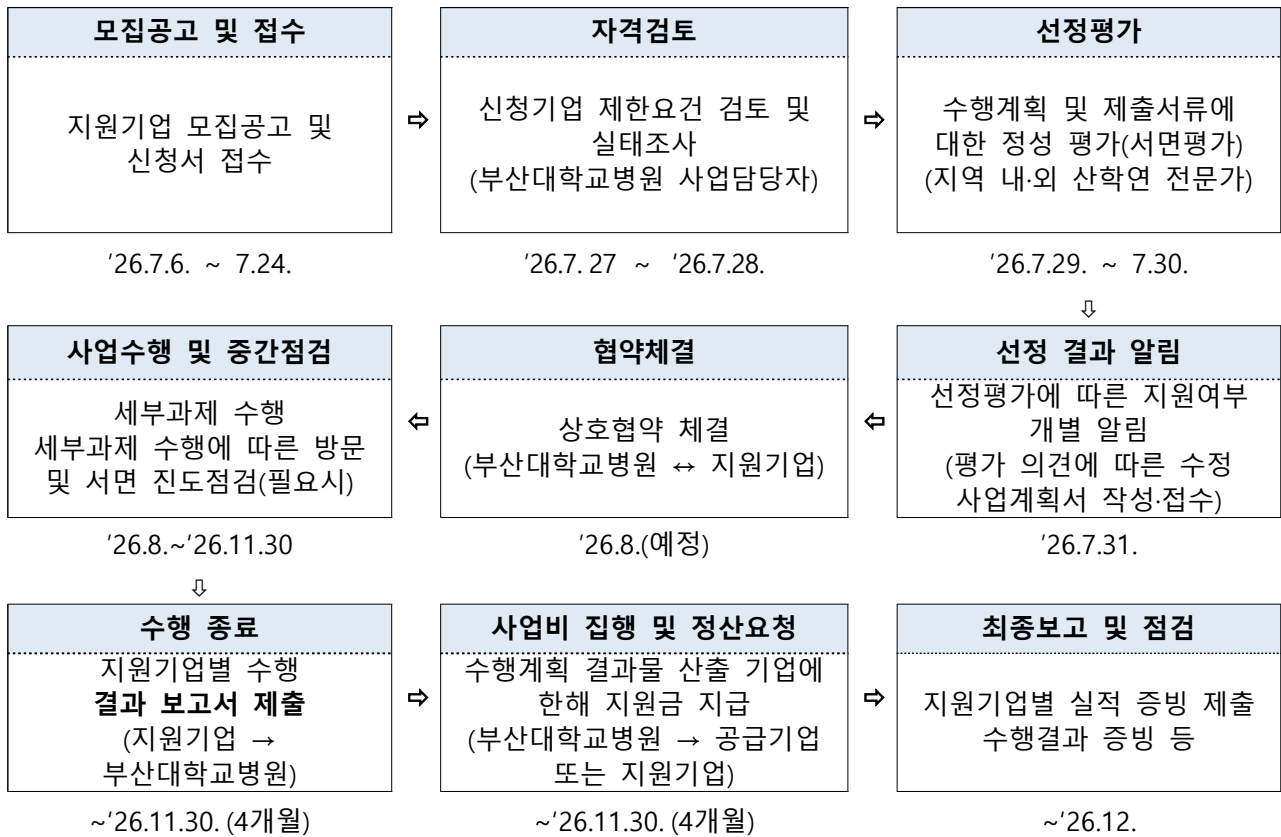 모집공고 및 접수
지원기업 모집공고 및
신청서 접수
'26.7.6. ~ 7.24.
⇨
자격검토
신청기업 제한요건 검토 및
실태조사
(부산대학교병원 사업담당자)
'26.7. 27 ~ '26.7.28.
⇨
선정평가
수행계획 및 제출서류에
대한 정성 평가(서면평가)
(지역 내·외 산학연 전문가)
'26.7.29. ~ 7.30.
⇩
선정 결과 알림
선정평가에 따른 지원여부
개별 알림
(평가 의견에 따른 수정
사업계획서 작성·접수)
'26.7.31.
⇦
협약체결
상호협약 체결
(부산대학교병원 ↔ 지원기업)
'26.8.(예정)
⇦
사업수행 및 중간점검
세부과제 수행
세부과제 수행에 따른 방문
및 서면 진도점검(필요시)
'26.8.~'26.11.30
⇩
수행 종료
지원기업별 수행
결과 보고서 제출
(지원기업 →
부산대학교병원)
~'26.11.30. (4개월)
⇨
사업비 집행 및 정산요청
수행계획 결과물 산출 기업에
한해 지원금 지급
(부산대학교병원 → 공급기업
또는 지원기업)
~'26.11.30. (4개월)
⇨
최종보고 및 점검
지원기업별 실적 증빙 제출
수행결과 증빙 등
~'26.12.